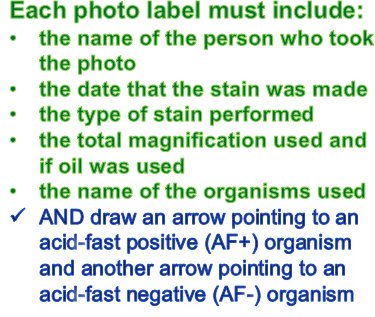 Each photo label must include:
• the name of the person who took
the photo
• the date that the stain was made
• the type of stain performed
• the total magnification used and
if oil was used
• the name of the organisms used
✓ AND draw an arrow pointing to an
acid-fast positive (AF+) organism
and another arrow pointing to an
acid-fast negative (AF-) organism